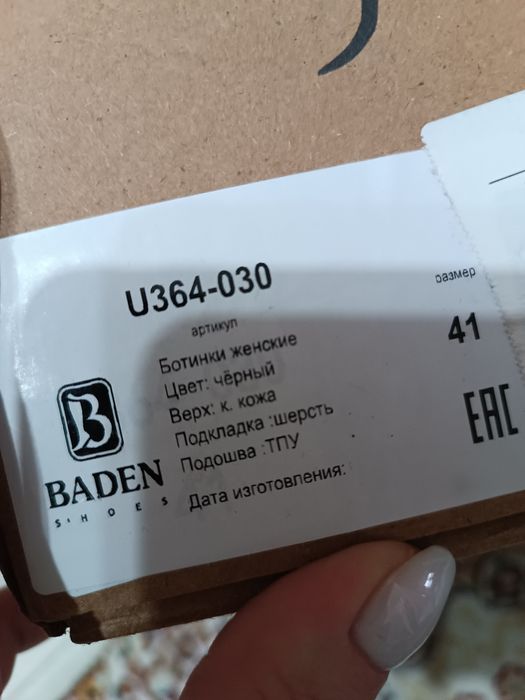 U364-030
артикул
размер
41
Ботинки женские
Цвет: чёрный
Верх: к. кожа
Подкладка :шерсть
Подошва :ТПУ
Дата изготовления:
B
BADEN
SHOES
EAC